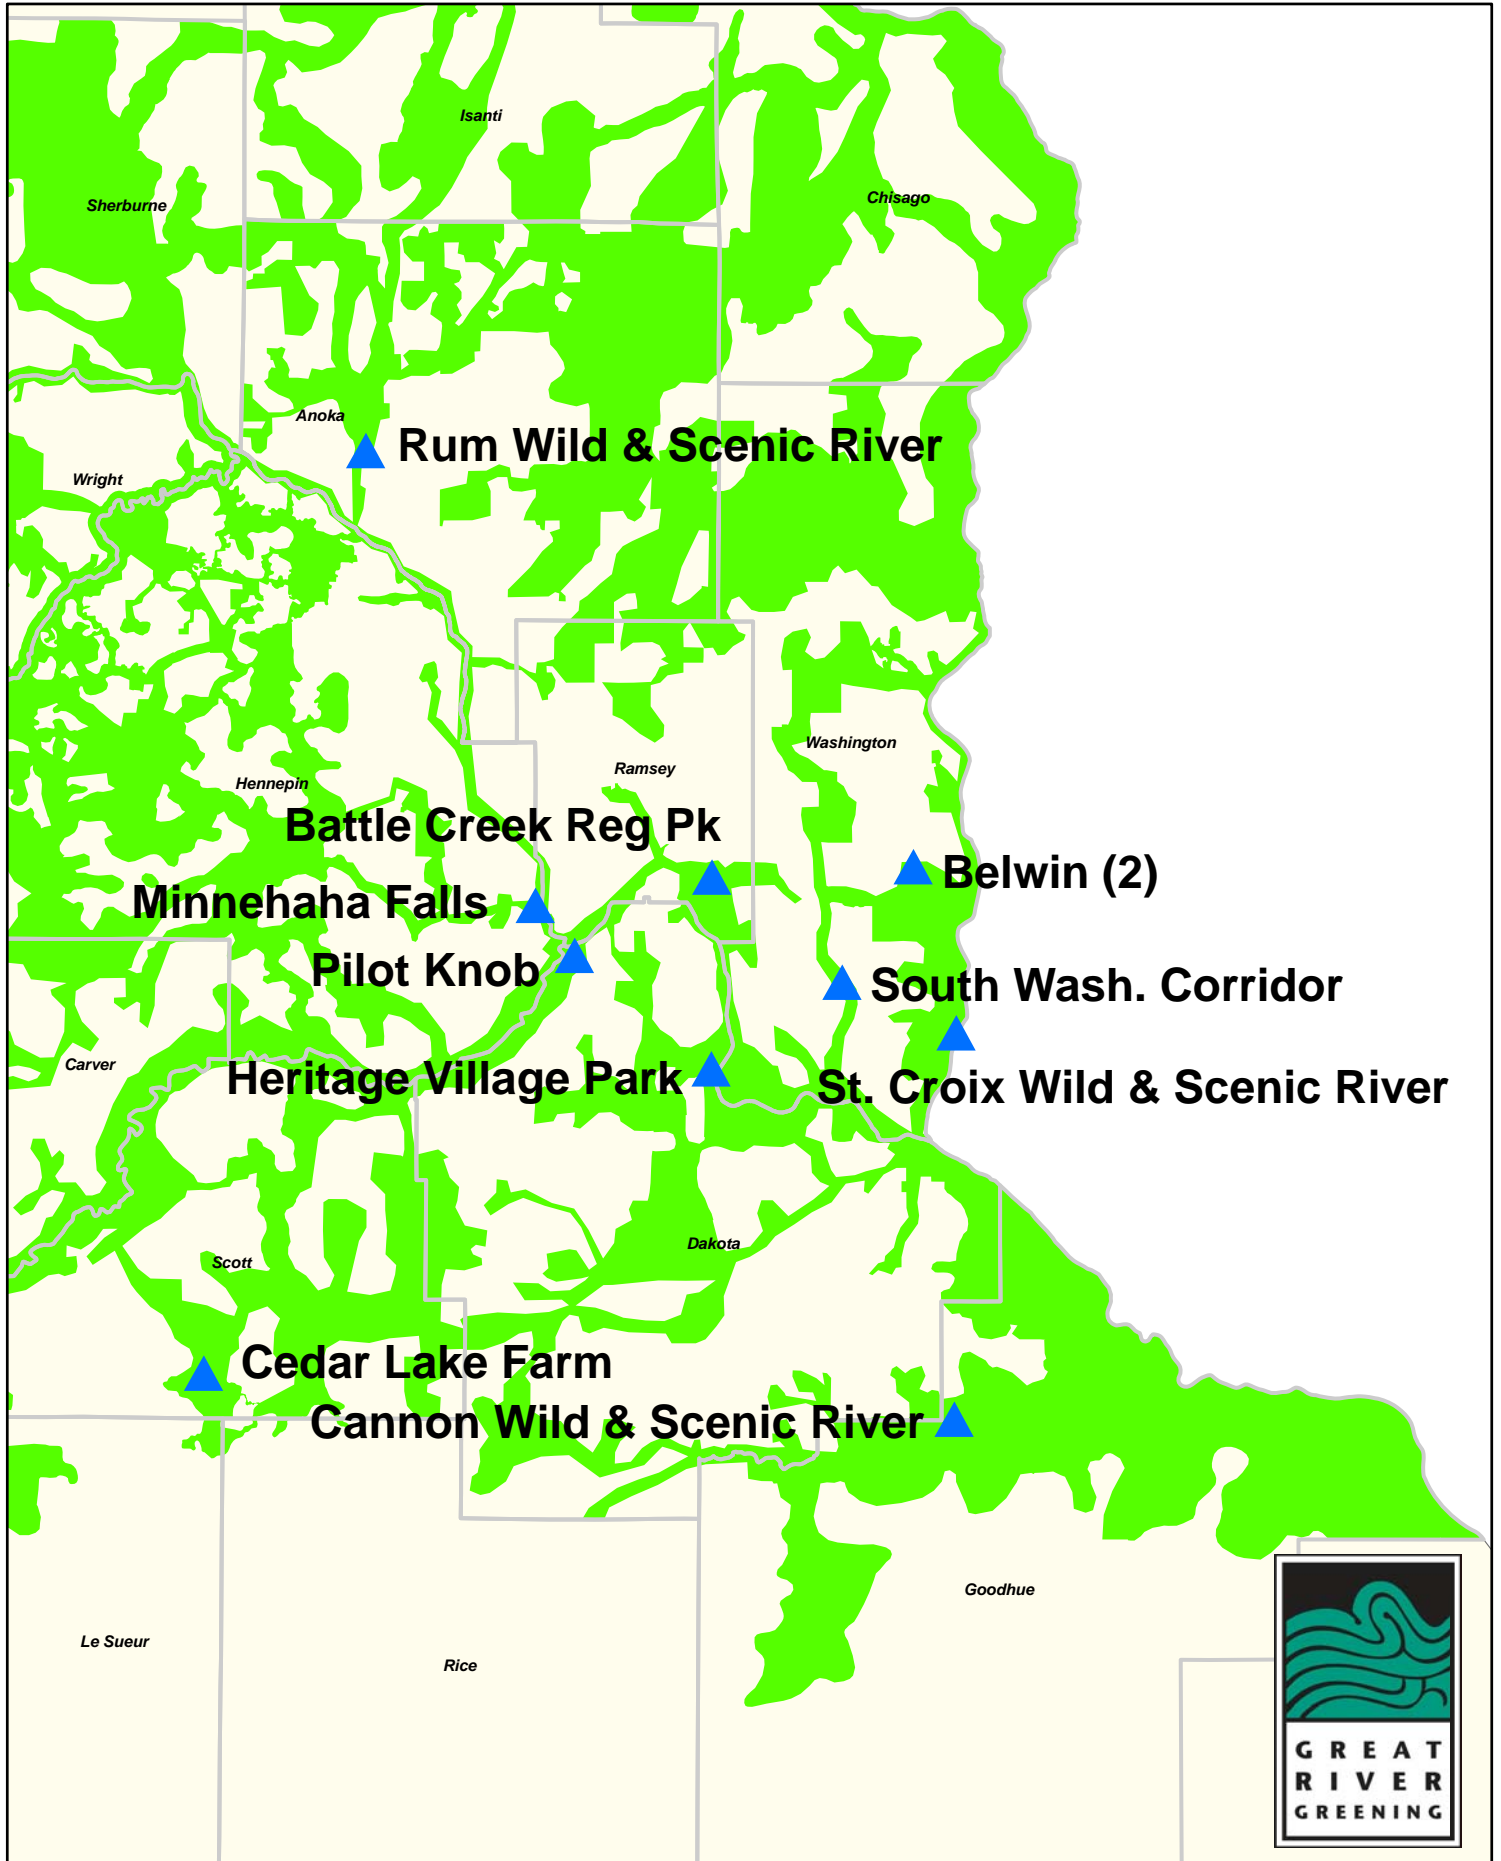 Isanti
Sherburne
Chisago
Anoka
Rum Wild & Scenic River
Wright
Washington
Ramsey
Hennepin
Battle Creek Reg Pk
Belwin (2)
Minnehaha Falls
Pilot Knob
South Wash. Corridor
Carver
Heritage Village Park
St. Croix Wild & Scenic River
Dakota
Scott
Cedar Lake Farm
Cannon Wild & Scenic River
Goodhue
Le Sueur
Rice
GREAT
RIVER
GREENING